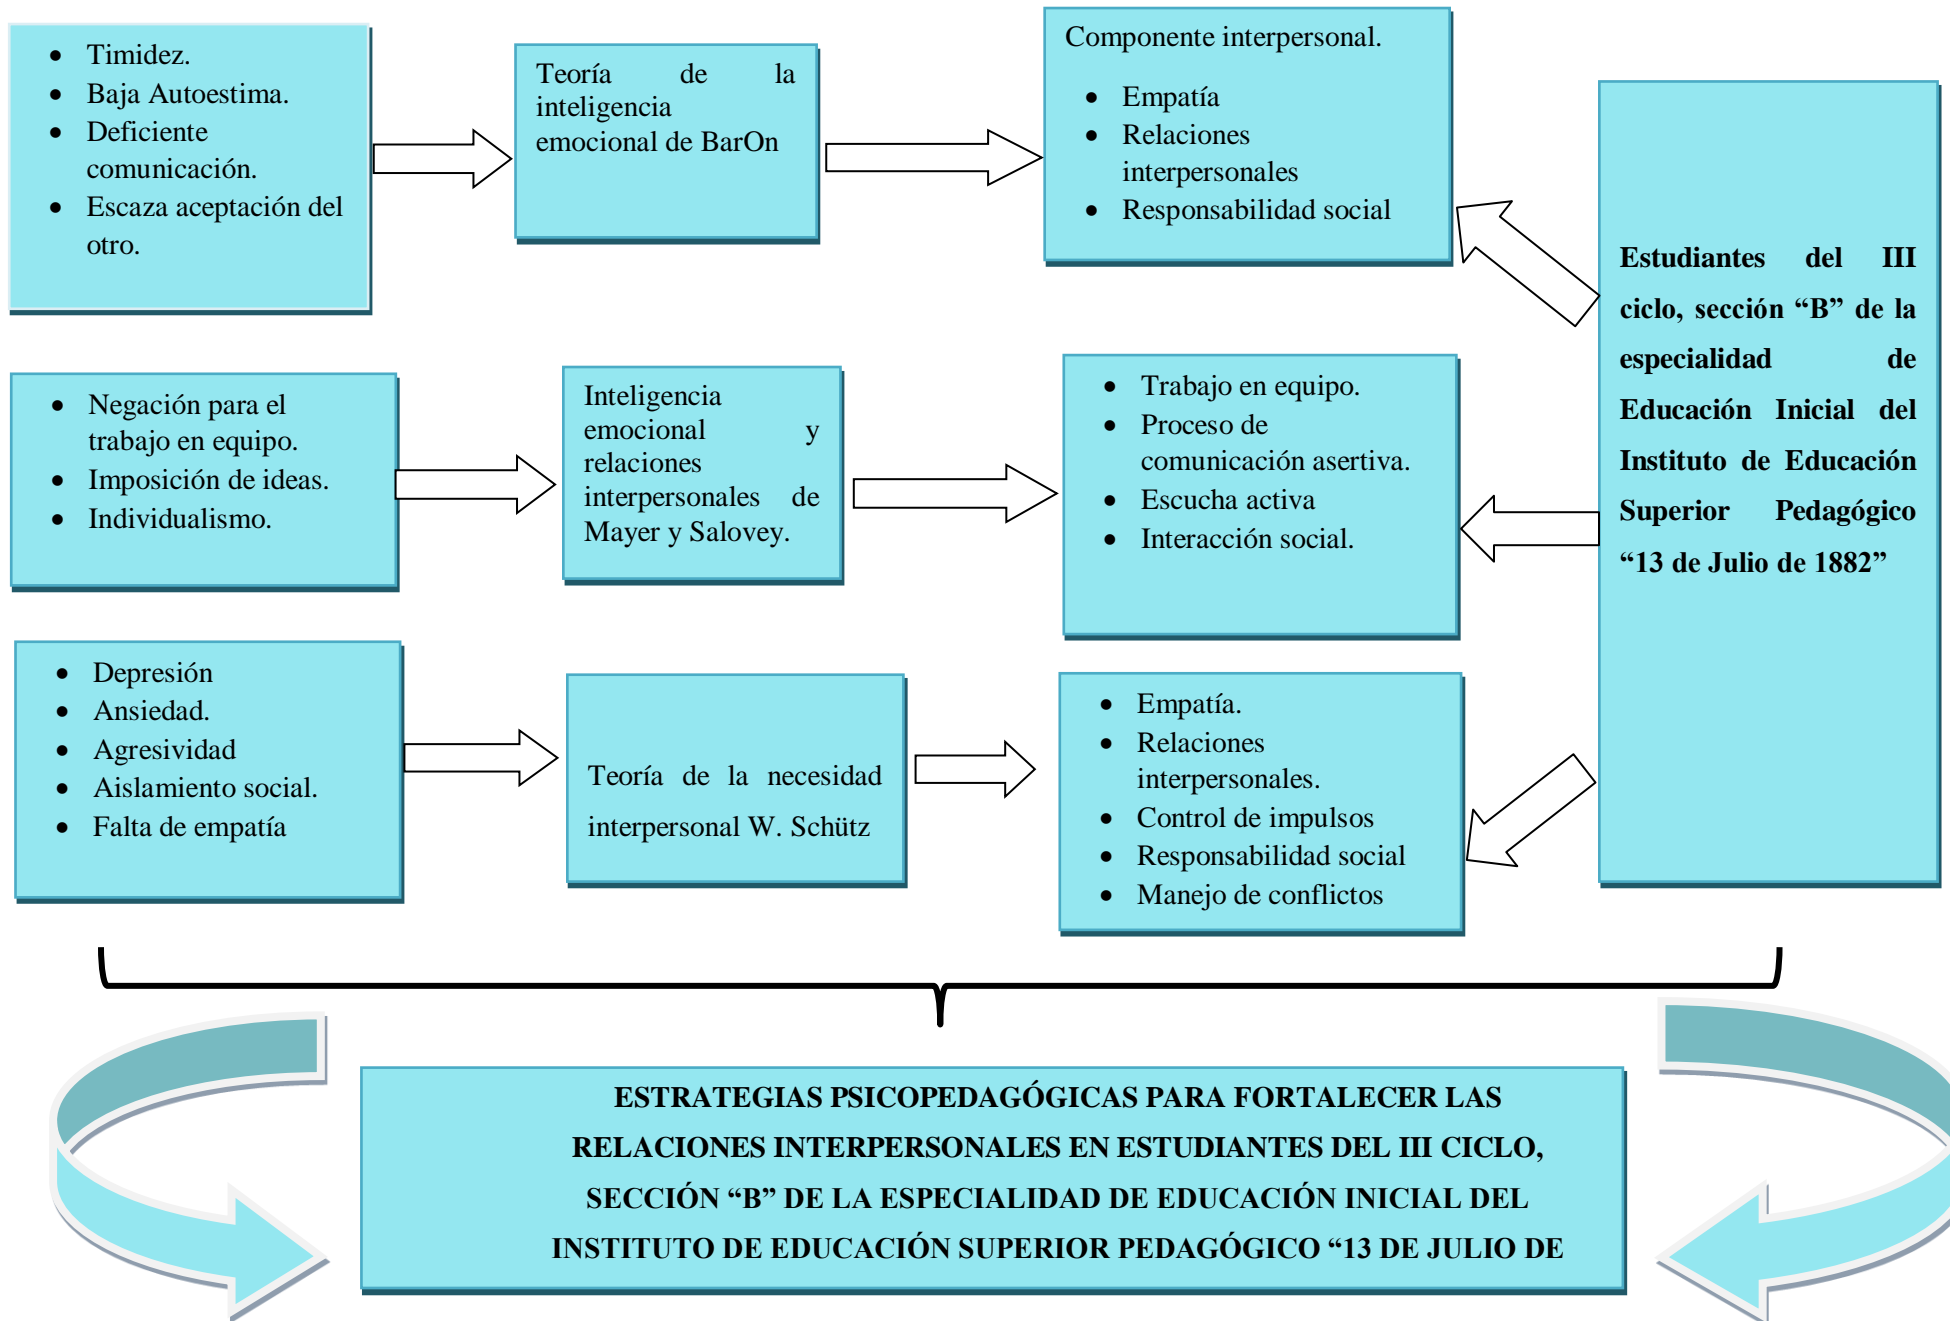 • Timidez.
• Baja Autoestima.
• Deficiente
comunicación.
• Escaza aceptación del
otro.
Teoría de la
inteligencia
emocional de BarOn
Componente interpersonal.
• Empatía
• Relaciones
interpersonales
• Responsabilidad social
Estudiantes del III
ciclo, sección “B” de la
especialidad de
Educación Inicial del
Instituto de Educación
Superior Pedagógico
“13 de Julio de 1882”
• Negación para el
trabajo en equipo.
• Imposición de ideas.
• Individualismo.
Inteligencia
emocional y
relaciones
interpersonales de
Mayer y Salovey.
• Trabajo en equipo.
• Proceso de
comunicación asertiva.
• Escucha activa
• Interacción social.
• Depresión
• Ansiedad.
• Agresividad
• Aislamiento social.
• Falta de empatía
Teoría de la necesidad
interpersonal W. Schütz
• Empatía.
• Relaciones
interpersonales.
• Control de impulsos
• Responsabilidad social
• Manejo de conflictos
ESTRATEGIAS PSICOPEDAGÓGICAS PARA FORTALECER LAS
RELACIONES INTERPERSONALES EN ESTUDIANTES DEL III CICLO,
SECCIÓN “B” DE LA ESPECIALIDAD DE EDUCACIÓN INICIAL DEL
INSTITUTO DE EDUCACIÓN SUPERIOR PEDAGÓGICO “13 DE JULIO DE